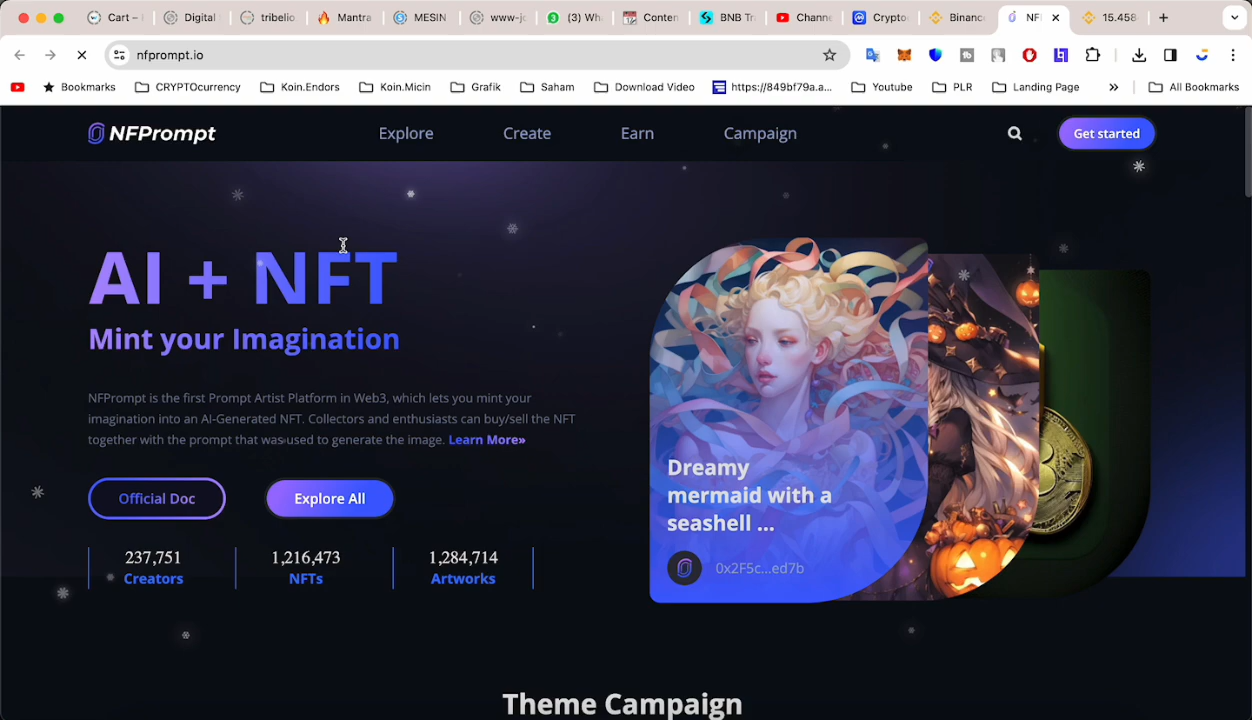 Cart –
Digital
tribelio
Mantra
MESIN
www-jo
(3) Wh
Conten
BNB Tr
Channe
Crypto
Binanc
NF
15.458
nfprompt.io
Bookmarks
CRYPTOcurrency
Koin.Endors
Koin.Micin
Grafik
Saham
Download Video
https://849bf79a.a...
Youtube
PLR
Landing Page
»
All Bookmarks
NFPrompt
Explore
Create
Earn
Campaign
Get started
AI + NFT
Mint your Imagination
NFPrompt is the first Prompt Artist Platform in Web3, which lets you mint your
imagination into an AI-Generated NFT. Collectors and enthusiasts can buy/sell the NFT
together with the prompt that was used to generate the image. Learn More»
Official Doc
Explore All
237,751
Creators
1,216,473
NFTs
1,284,714
Artworks
Dreamy
mermaid with a
seashell ...
0x2F5c...ed7b
Theme Campaign